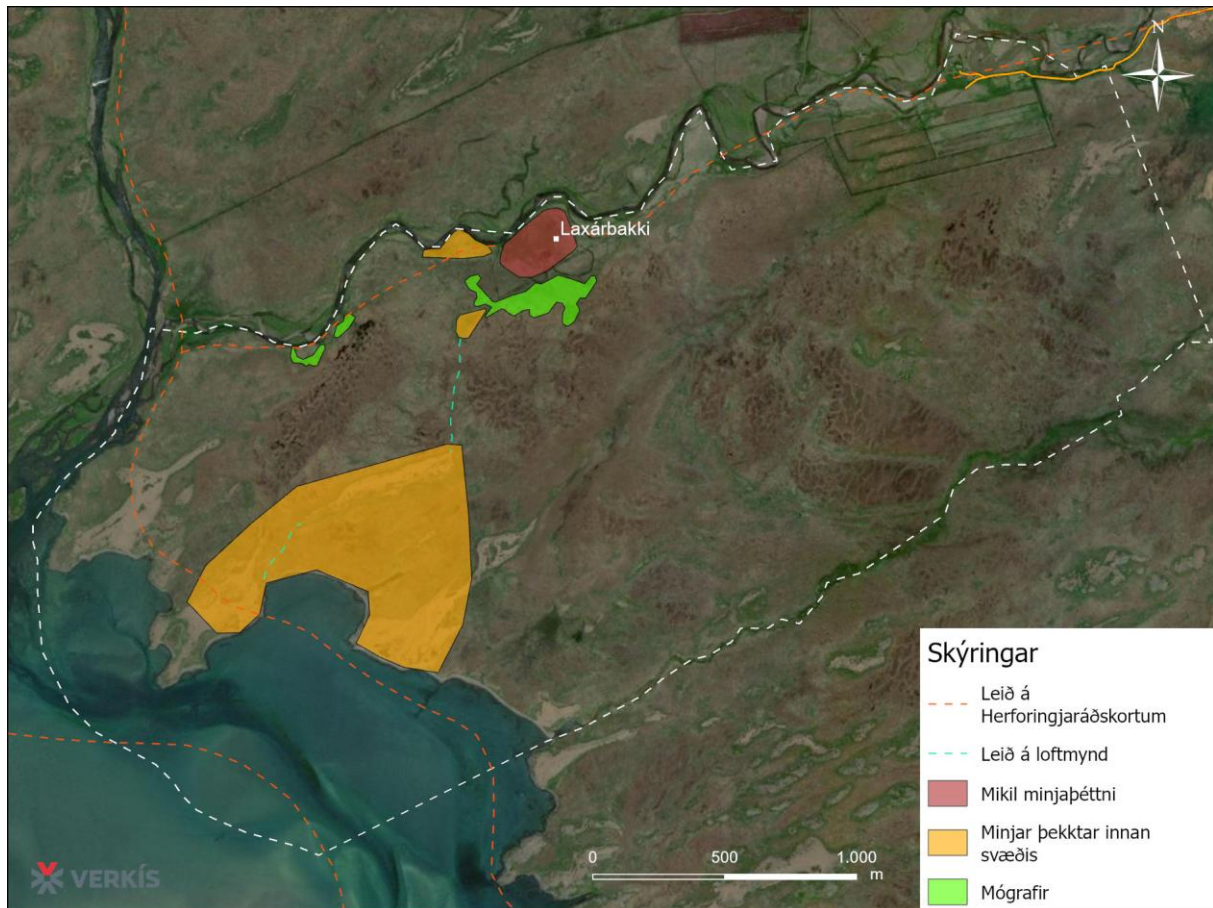 N
Laxárbakki
Skýringar
Leið á
Herforingjaráðskortum
Leið á loftmynd
Mikil minjaþéttni
Minjar þekktar innan
svæðis
Mógrafir
0 500 1.000
m
VERKÍS